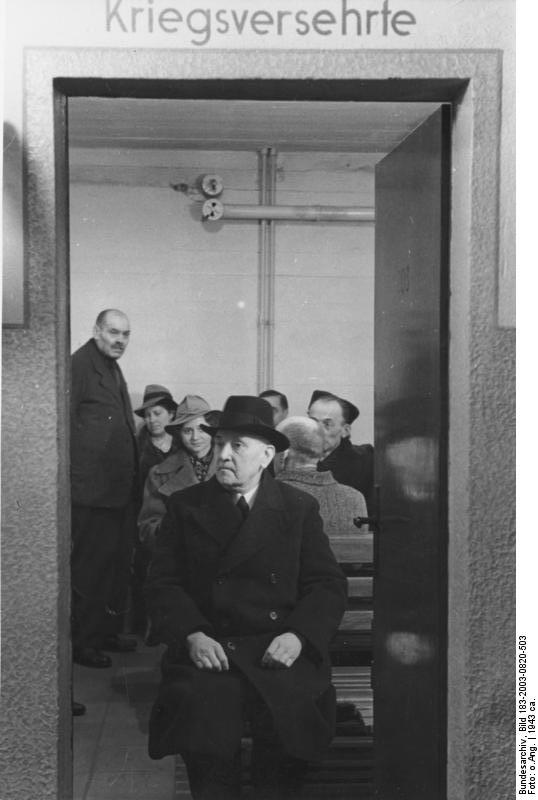 Kriegsversehrte
Bundesarchiv, Bild 183-2003-0820-503
Foto: o.Ang. | 1943 ca.